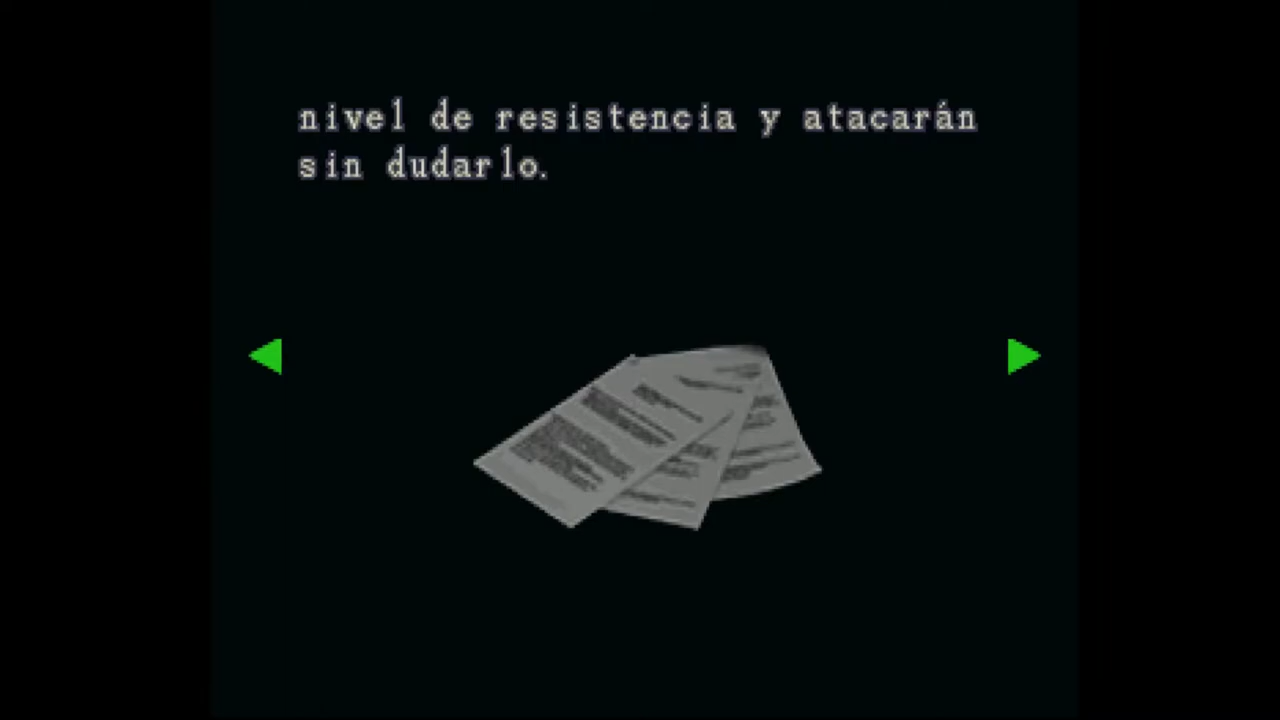 nivel de resistencia y atacarán
sin dudarlo.